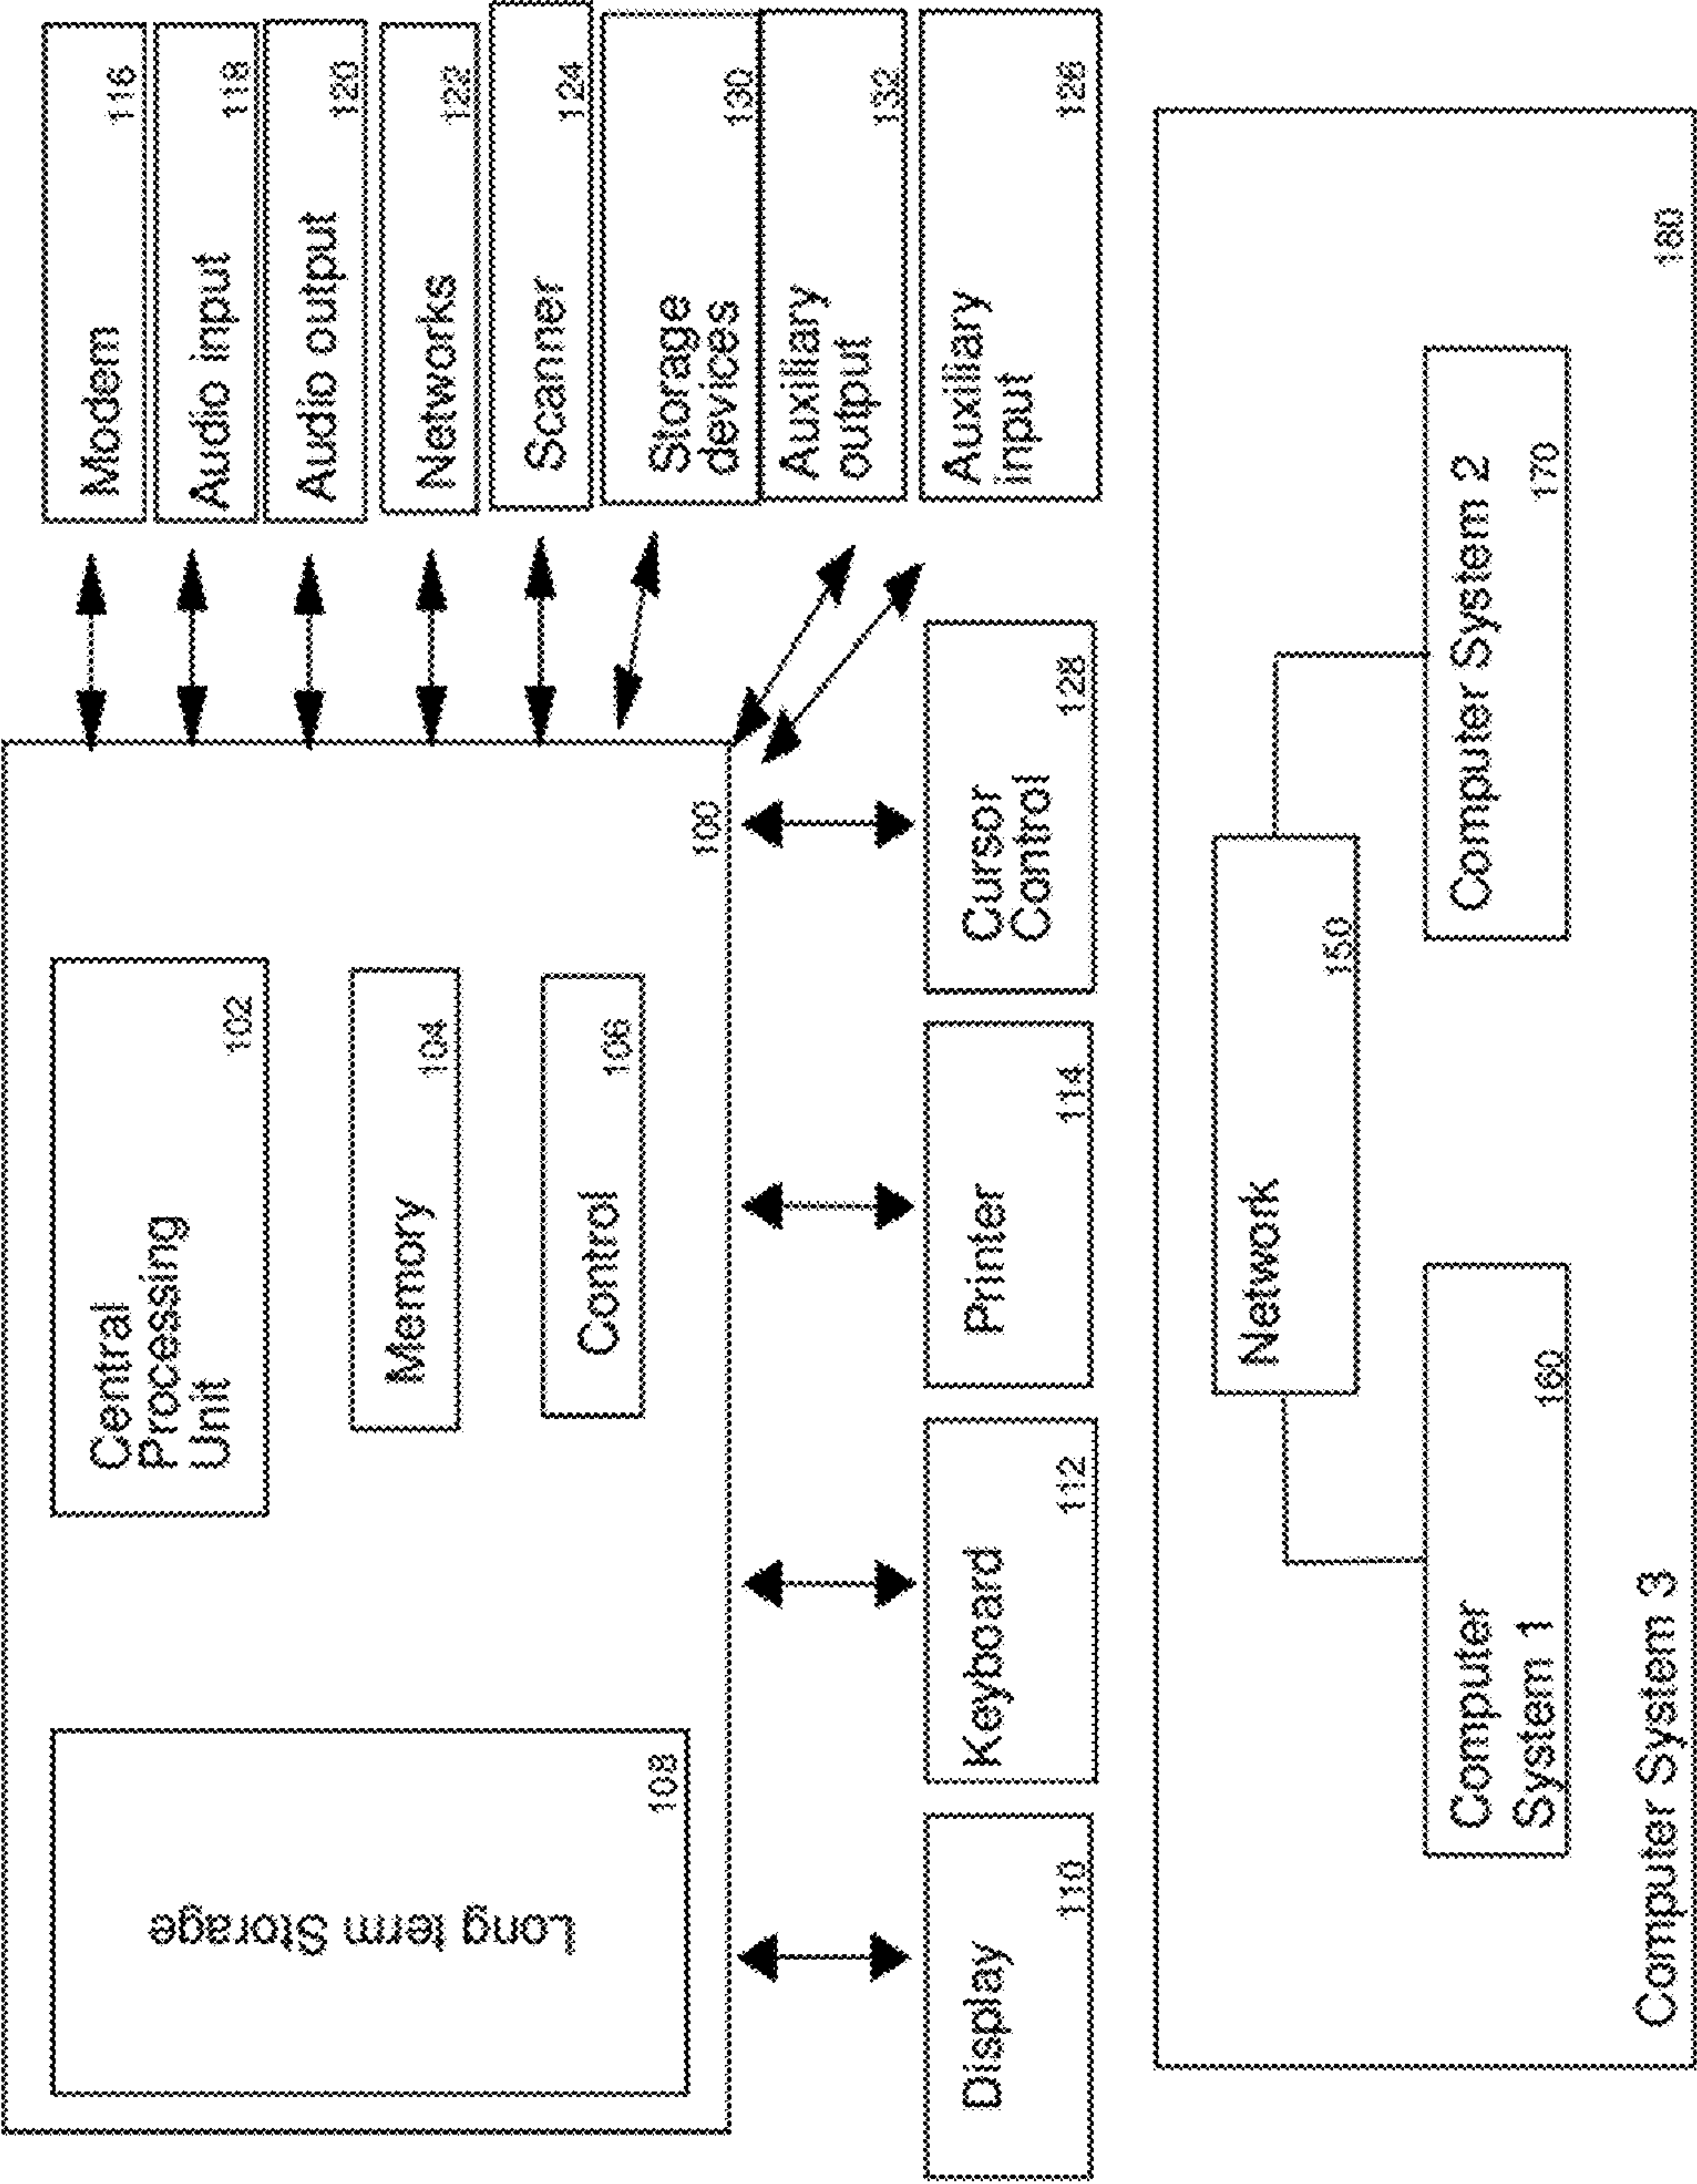 Long term Storage
108
Central
Processing
Unit
102
Memory
104
Control
106
100
Modem
116
Audio input
118
Audio output
120
Networks
122
Scanner
124
Storage
devices
130
Auxiliary
output
132
Auxiliary
input
126
Display
110
Keyboard
112
Printer
114
Cursor
Control
128
Network
150
Computer
System 1
160
Computer System 2
170
Computer System 3
180